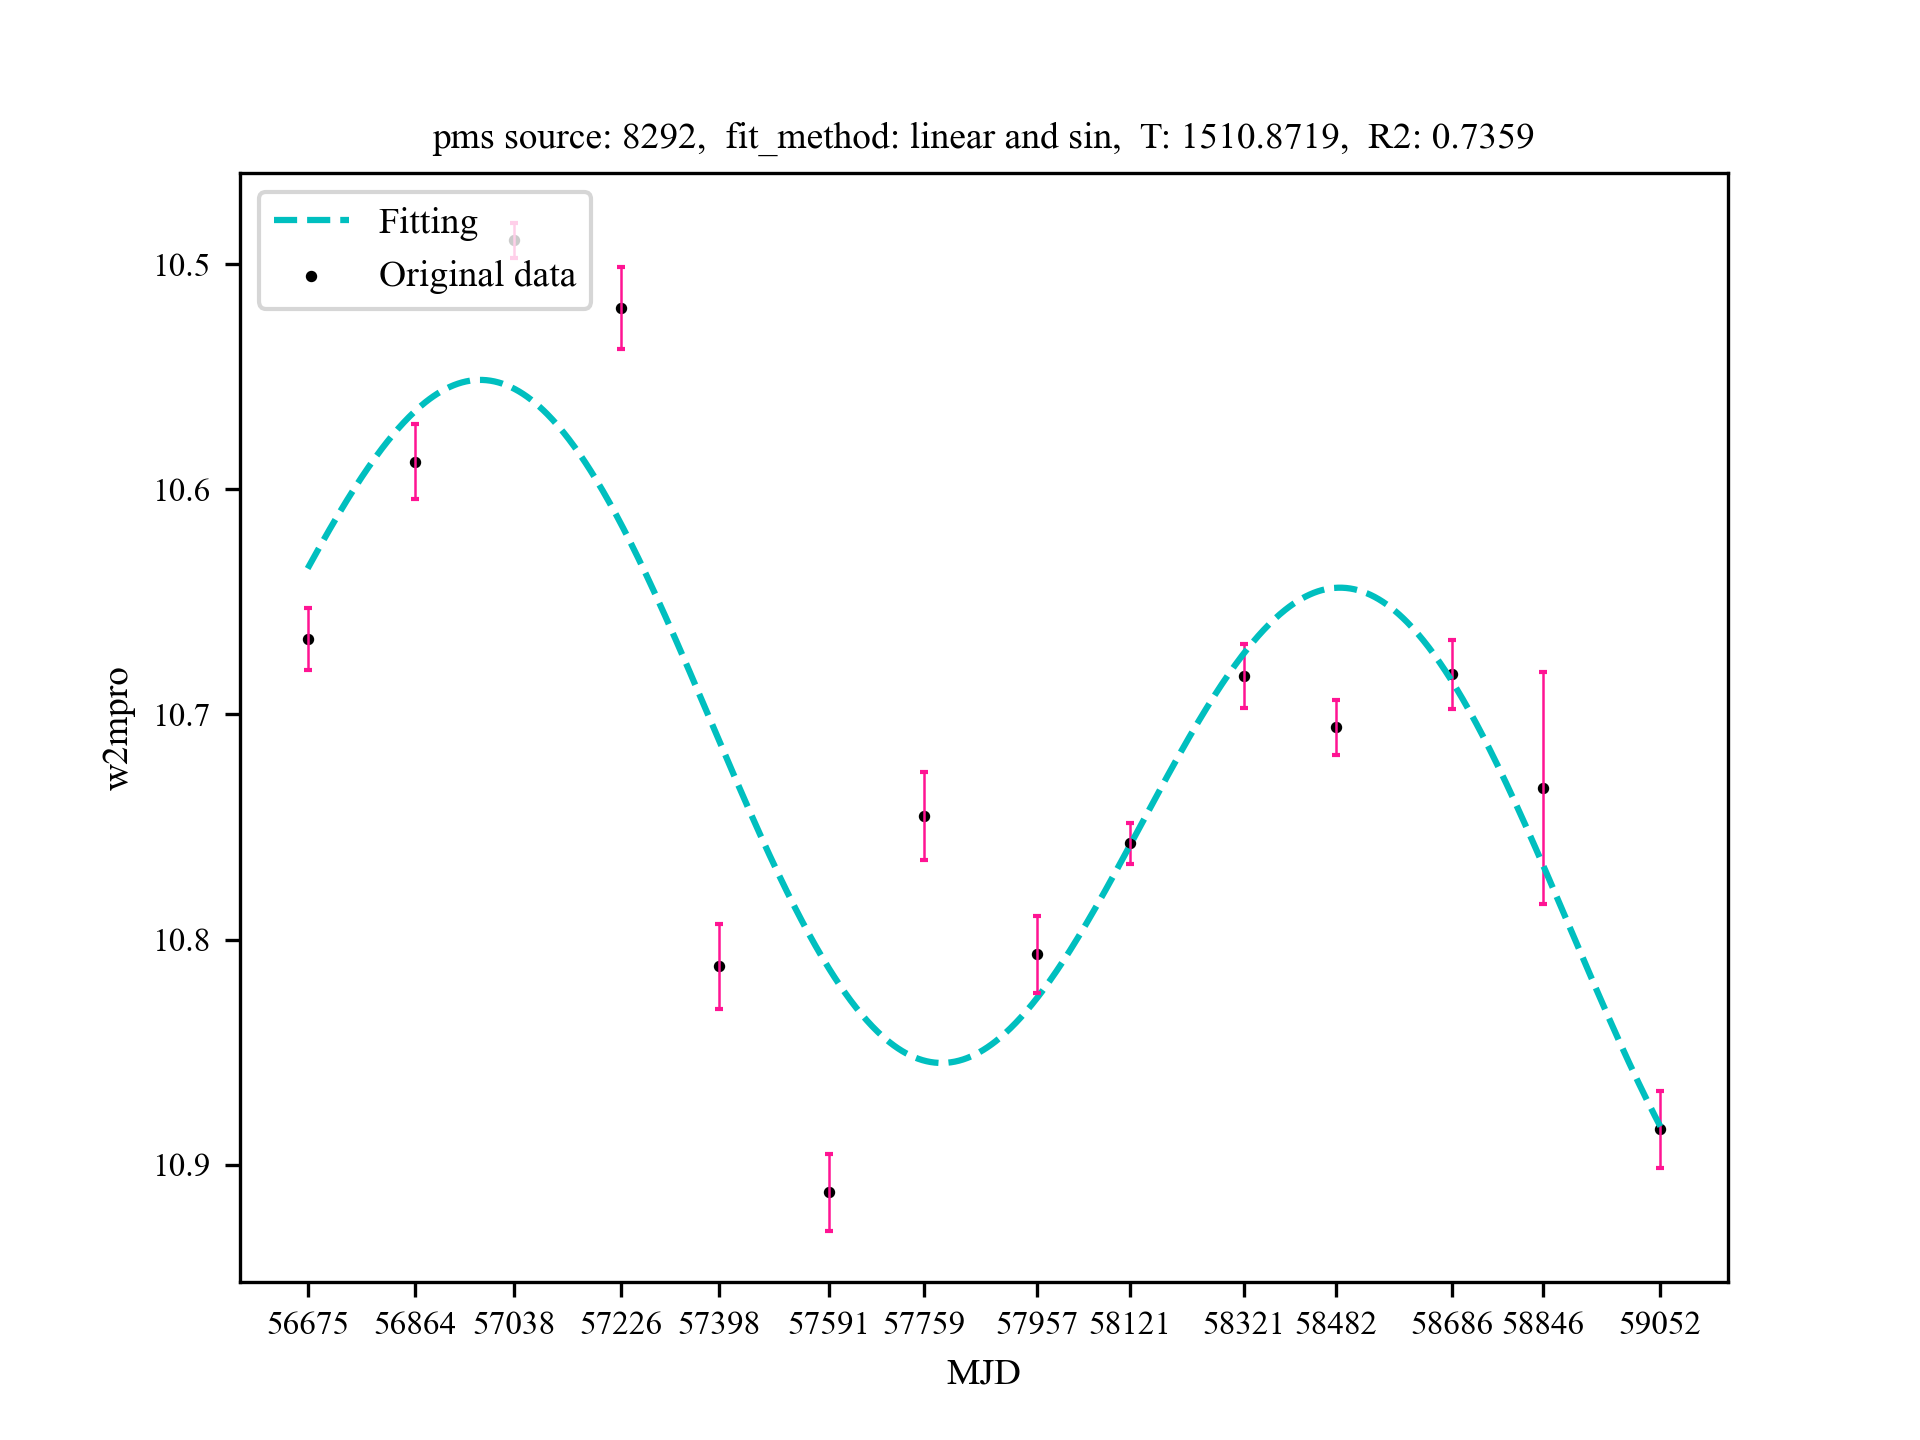 pms source: 8292, fit_method: linear and sin, T: 1510.8719, R2: 0.7359
Fitting
Original data
10.5
10.6
10.7
10.8
10.9
w2mpro
56675 56864 57038 57226 57398 57591 57759 57957 58121 58321 58482 58686 58846 59052
MJD